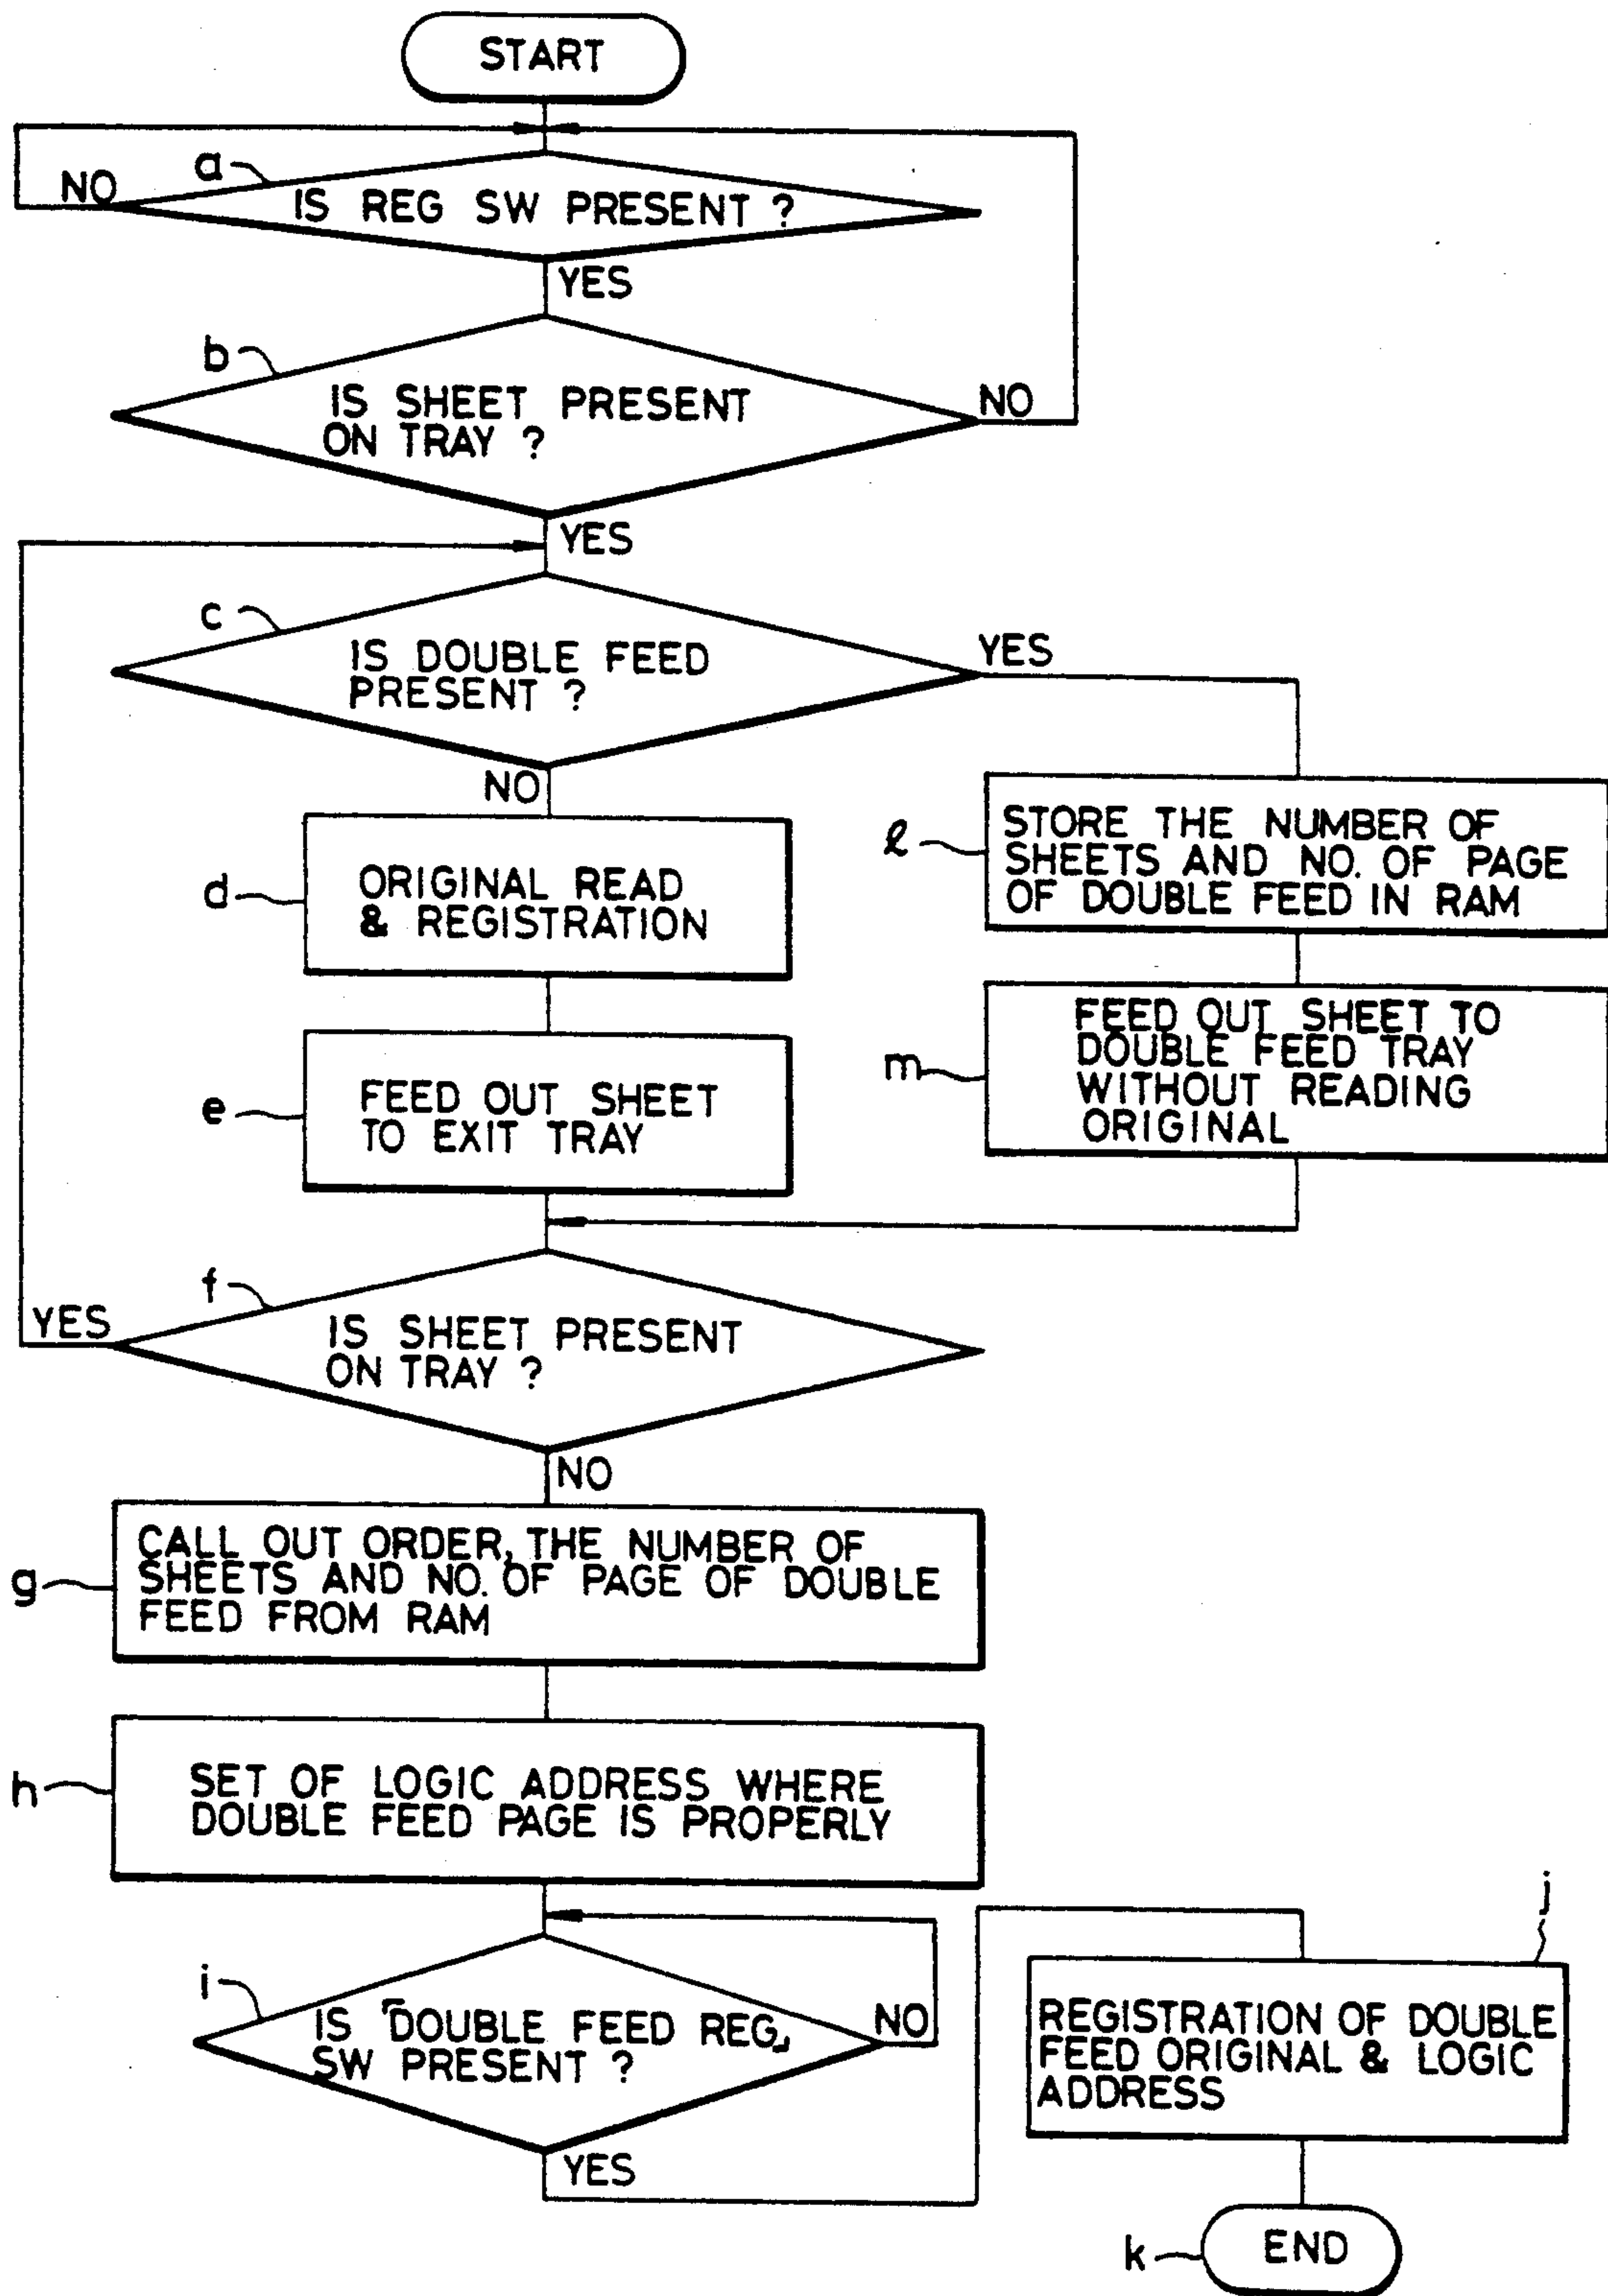 START
a
NO
IS REG SW PRESENT ?
YES
b
IS SHEET PRESENT
ON TRAY ?
NO
YES
c
IS DOUBLE FEED
PRESENT ?
YES
NO
d
ORIGINAL READ
& REGISTRATION
ℓ
STORE THE NUMBER OF
SHEETS AND NO. OF PAGE
OF DOUBLE FEED IN RAM
e
FEED OUT SHEET
TO EXIT TRAY
m
FEED OUT SHEET TO
DOUBLE FEED TRAY
WITHOUT READING
ORIGINAL
f
YES
IS SHEET PRESENT
ON TRAY ?
NO
g
CALL OUT ORDER, THE NUMBER OF
SHEETS AND NO. OF PAGE OF DOUBLE
FEED FROM RAM
h
SET OF LOGIC ADDRESS WHERE
DOUBLE FEED PAGE IS PROPERLY
i
IS 「DOUBLE FEED REG」
SW PRESENT ?
NO
YES
j
REGISTRATION OF DOUBLE
FEED ORIGINAL & LOGIC
ADDRESS
k
END